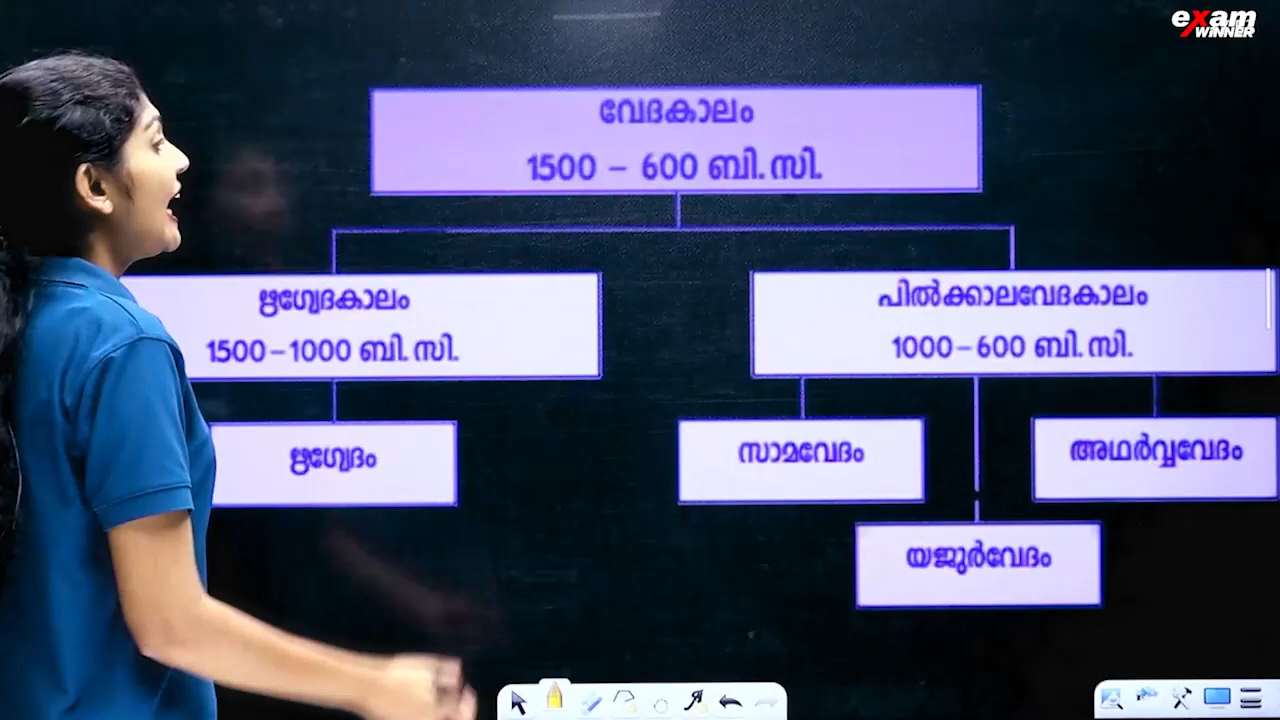 exam
WINNER
വേദകാലം
1500 – 600 ബി. സി.
ഋഗ്വേദകാലം
1500 – 1000 ബി. സി.
പിൽക്കാലവേദകാലം
1000 – 600 ബി. സി.
ഋഗ്വേദം
സാമവേദം
അഥർവ്വവേദം
യജുർവേദം